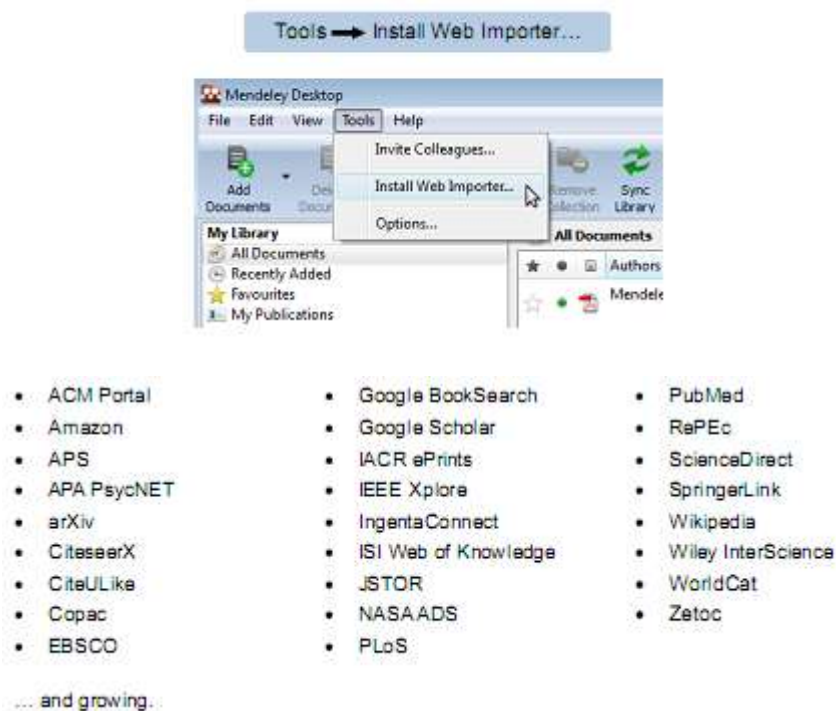 Tools → Install Web Importer...
Mendeley Desktop
File Edit View Tools Help
Invite Colleagues...
Install Web Importer...
Options...
Add
Documents
Remove
Collection
Sync
Library
My Library
All Documents
Recently Added
Favourites
My Publications
All Documents
Authors
Mendele
• ACM Portal
• Amazon
• APS
• APA PsycNET
• arXiv
• CiteseerX
• CiteULike
• Copac
• EBSCO
• Google BookSearch
• Google Scholar
• IACR ePrints
• IEEE Xplore
• IngentaConnect
• ISI Web of Knowledge
• JSTOR
• NASA ADS
• PLoS
• PubMed
• RePEc
• ScienceDirect
• SpringerLink
• Wikipedia
• Wiley InterScience
• WorldCat
• Zetoc
... and growing.